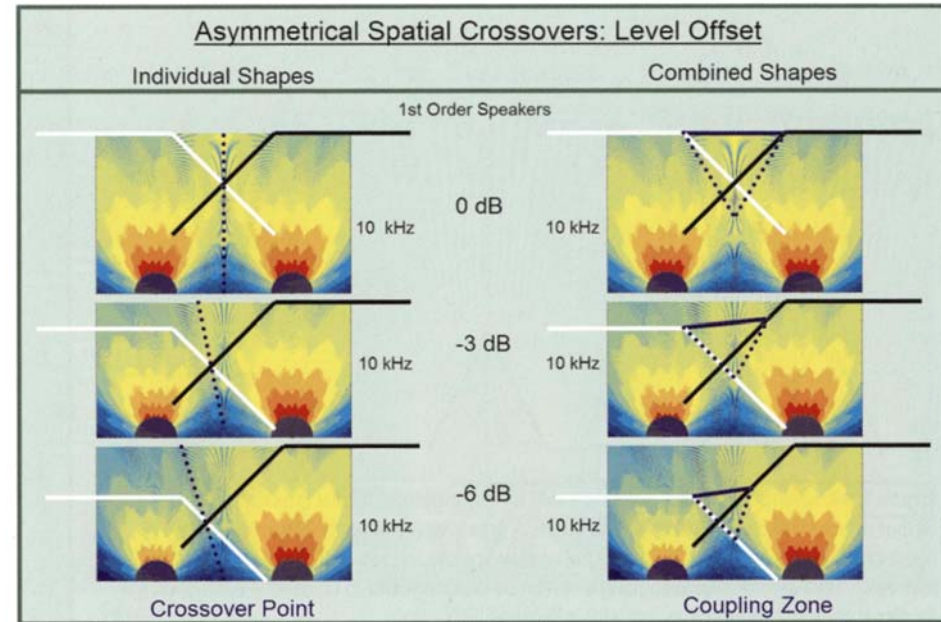 Asymmetrical Spatial Crossovers: Level Offset
Individual Shapes
Combined Shapes
1st Order Speakers
0 dB
10 kHz
10 kHz
-3 dB
10 kHz
10 kHz
-6 dB
10 kHz
10 kHz
Crossover Point
Coupling Zone